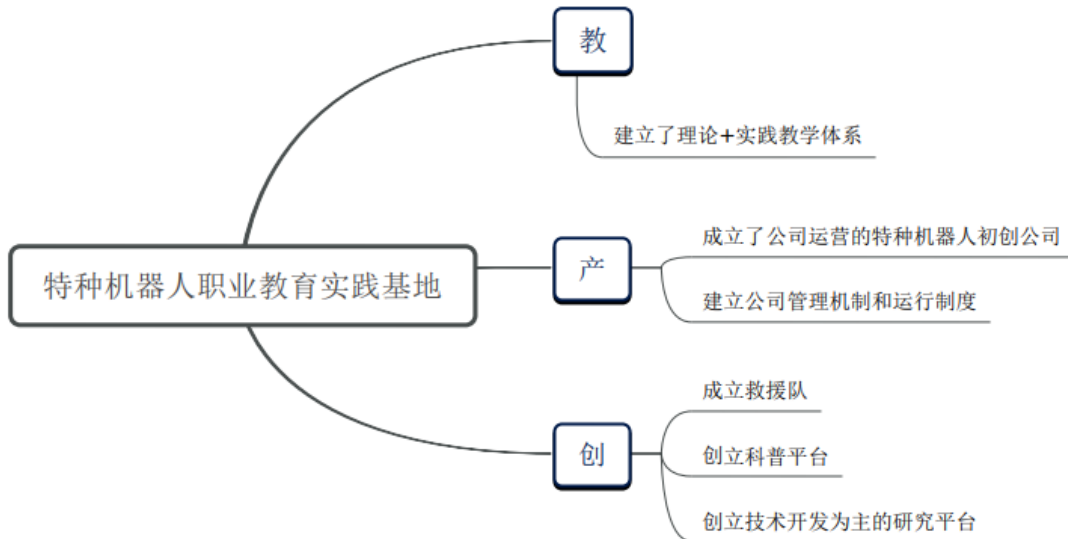 教
建立了理论+实践教学体系
特种机器人职业教育实践基地
产
成立了公司运营的特种机器人初创公司
建立公司管理机制和运行制度
创
成立救援队
创立科普平台
创立技术开发为主的研究平台